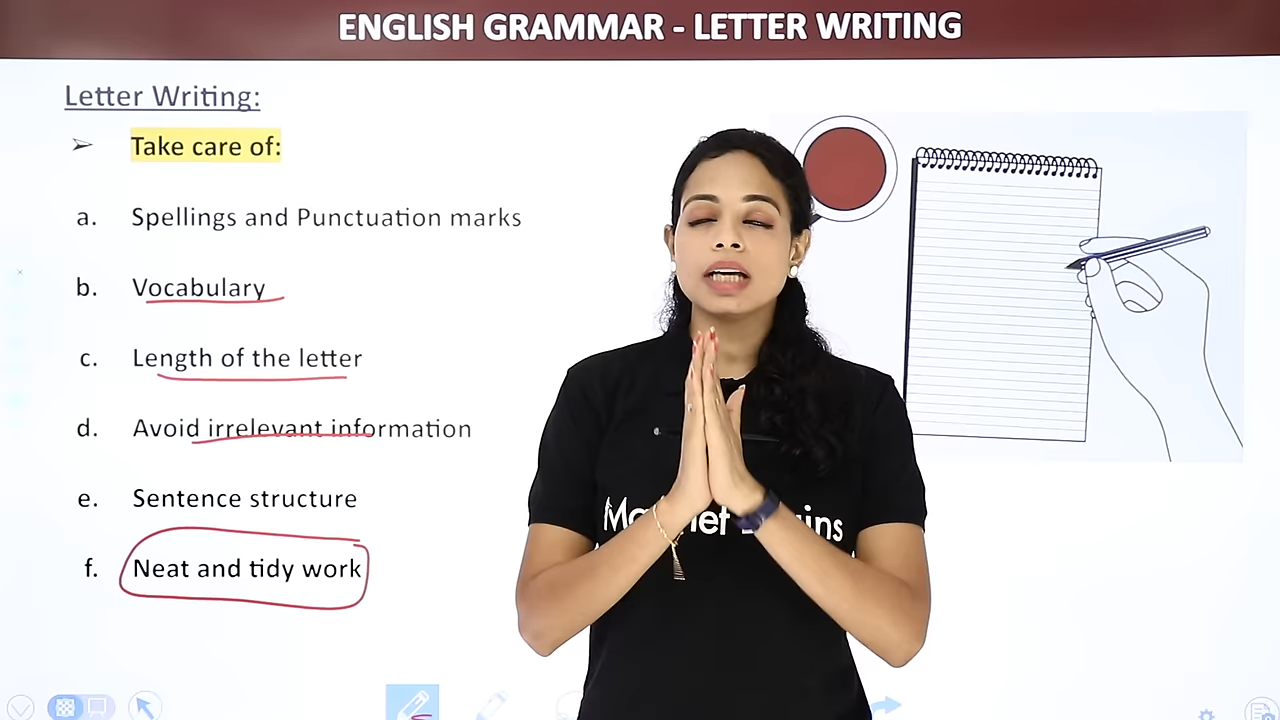 ENGLISH GRAMMAR - LETTER WRITING
Letter Writing:
➢ Take care of:
a. Spellings and Punctuation marks
b. Vocabulary
c. Length of the letter
d. Avoid irrelevant information
e. Sentence structure
f. Neat and tidy work